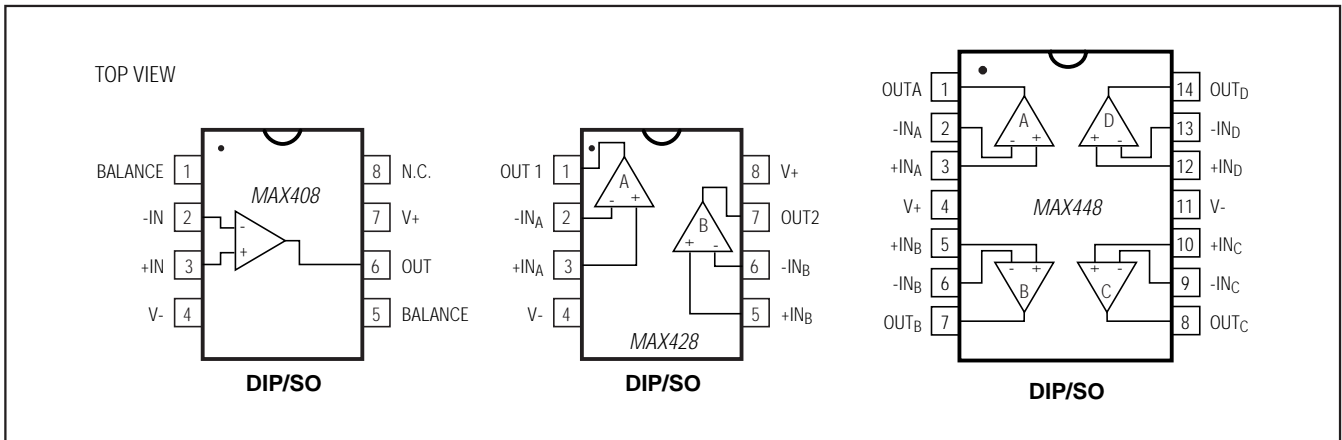 TOP VIEW
BALANCE 1
-IN 2
+IN 3
V- 4
8 N.C.
7 V+
6 OUT
5 BALANCE
MAX408
- +
DIP/SO
OUT 1 1
-INA 2
+INA 3
V- 4
8 V+
7 OUT2
6 -INB
5 +INB
A
- +
B
+ -
MAX428
DIP/SO
OUTA 1
-INA 2
+INA 3
V+ 4
+INB 5
-INB 6
OUTB 7
14 OUTD
13 -IND
12 +IND
11 V-
10 +INC
9 -INC
8 OUTC
A
- +
D
+ -
MAX448
- +
B
+ -
C
DIP/SO